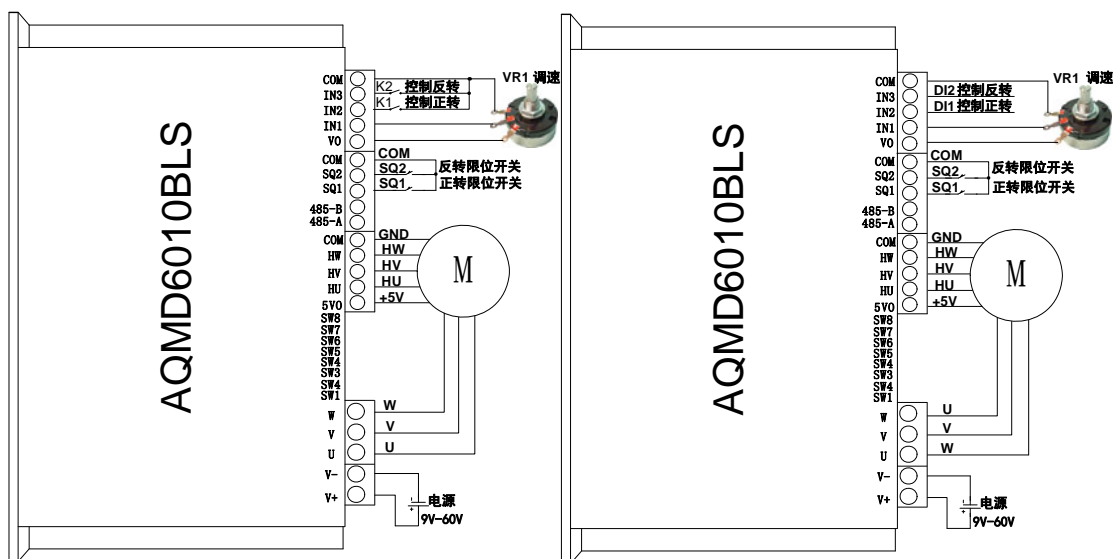 AQMD6010BLS
COM
IN3
IN2
IN1
VO
COM
SQ2
SQ1
485-B
485-A
COM
HW
HV
HU
5VO
SW8
SW7
SW6
SW5
SW4
SW3
SW4
SW1
W
V
U
V-
V+
VR1 调速
K2 控制反转
K1 控制正转
COM
SQ2 反转限位开关
SQ1 正转限位开关
GND
HW
HV
HU
+5V
M
W
V
U
电源
9V-60V
AQMD6010BLS
COM
IN3
IN2
IN1
VO
COM
SQ2
SQ1
485-B
485-A
COM
HW
HV
HU
5VO
SW8
SW7
SW6
SW5
SW4
SW3
SW4
SW1
W
V
U
V-
V+
VR1 调速
DI2 控制反转
DI1 控制正转
COM
SQ2 反转限位开关
SQ1 正转限位开关
GND
HW
HV
HU
+5V
M
U
V
W
电源
9V-60V